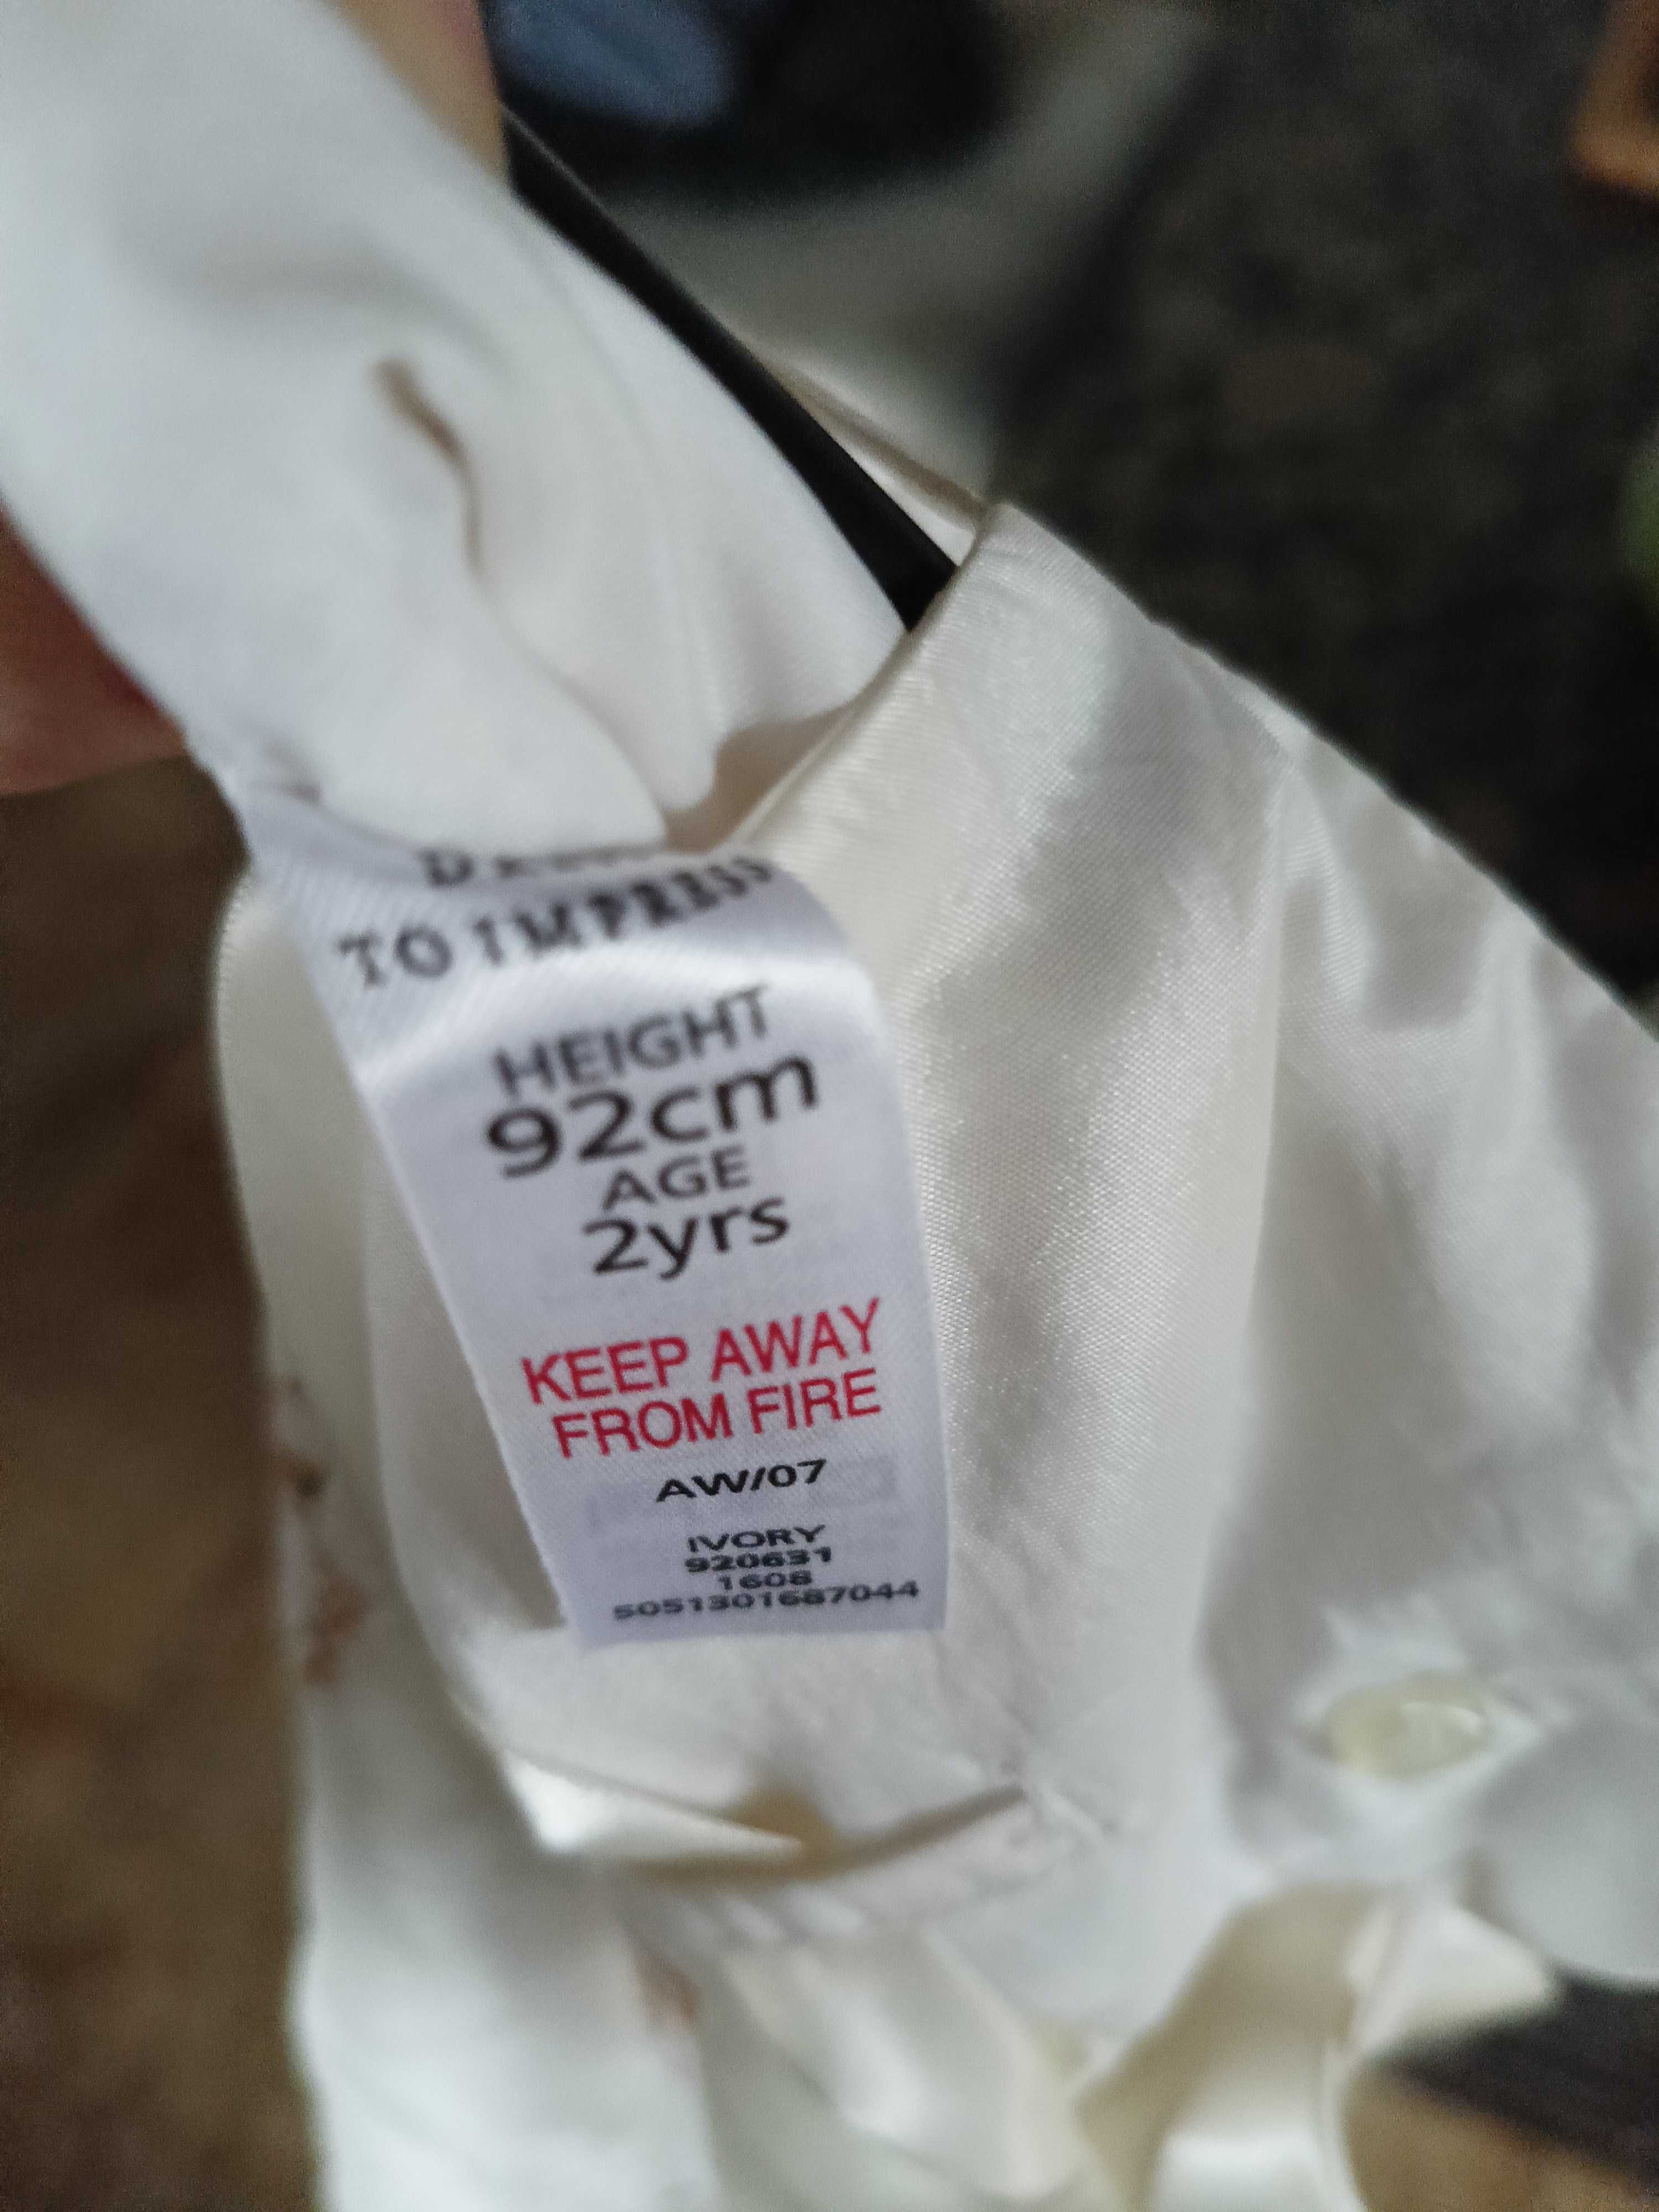 TO IMPRESS
HEIGHT
92cm
AGE
2yrs
KEEP AWAY
FROM FIRE
AW/07
IVORY
920631
1608
5051301687044